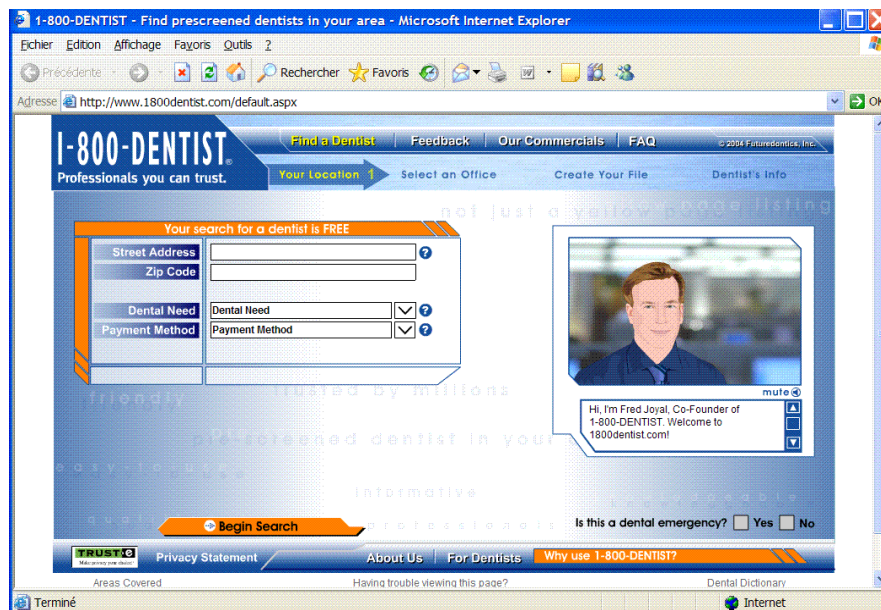 1-800-DENTIST - Find prescreened dentists in your area - Microsoft Internet Explorer
Fichier Edition Affichage Favoris Outils ?
Précédente Rechercher Favoris
Adresse http://www.1800dentist.com/default.aspx OK
1-800-DENTIST®
Professionals you can trust.
Find a Dentist Feedback Our Commercials FAQ © 2004 Futuredontics, Inc.
Your Location 1 Select an Office Create Your File Dentist's Info
not just a yellow page listing
Your search for a dentist is FREE
Street Address ?
Zip Code
Dental Need Dental Need ?
Payment Method Payment Method ?
mute
Hi, I'm Fred Joyal, Co-Founder of
1-800-DENTIST. Welcome to
1800dentist.com!
friendly
trusted by millions
pre-screened dentist in your
easy-to-use
informative
knowledgeable
quality
professionals
Begin Search
Is this a dental emergency? Yes No
TRUSTe
Make privacy your choice
Privacy Statement About Us For Dentists Why use 1-800-DENTIST?
Areas Covered Having trouble viewing this page? Dental Dictionary
Terminé Internet